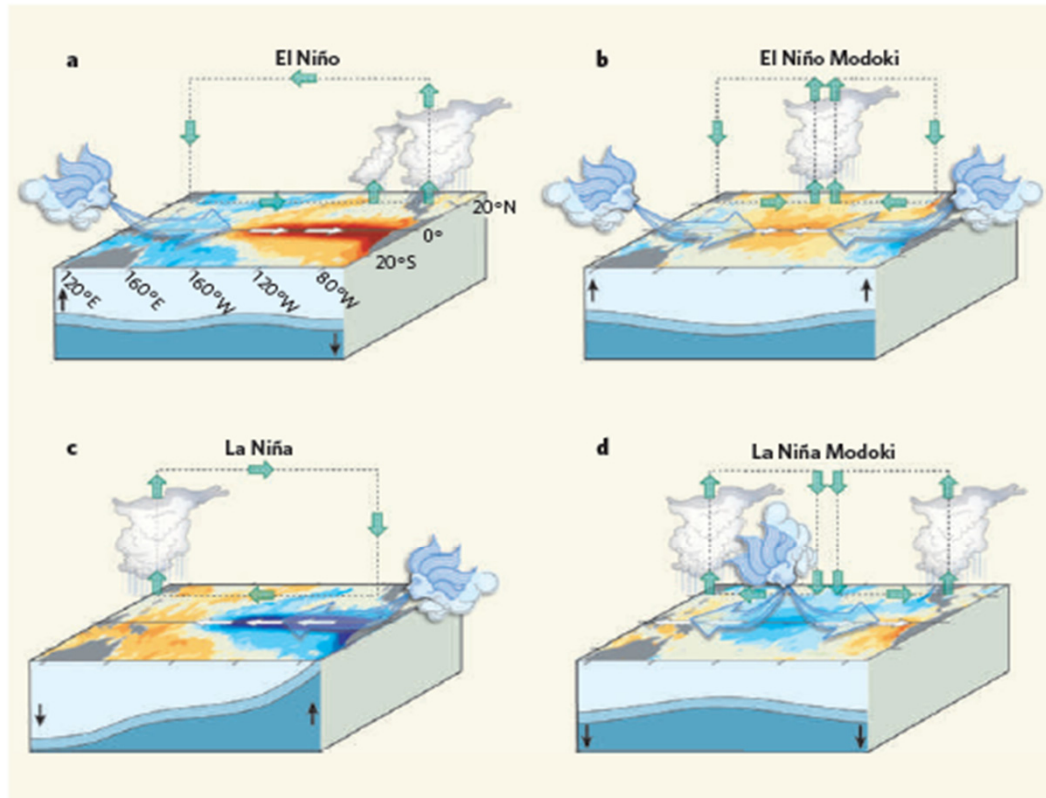 a
El Niño
b
El Niño Modoki
20°N
0°
20°S
120°E
160°E
160°W
120°W
80°W
c
La Niña
d
La Niña Modoki